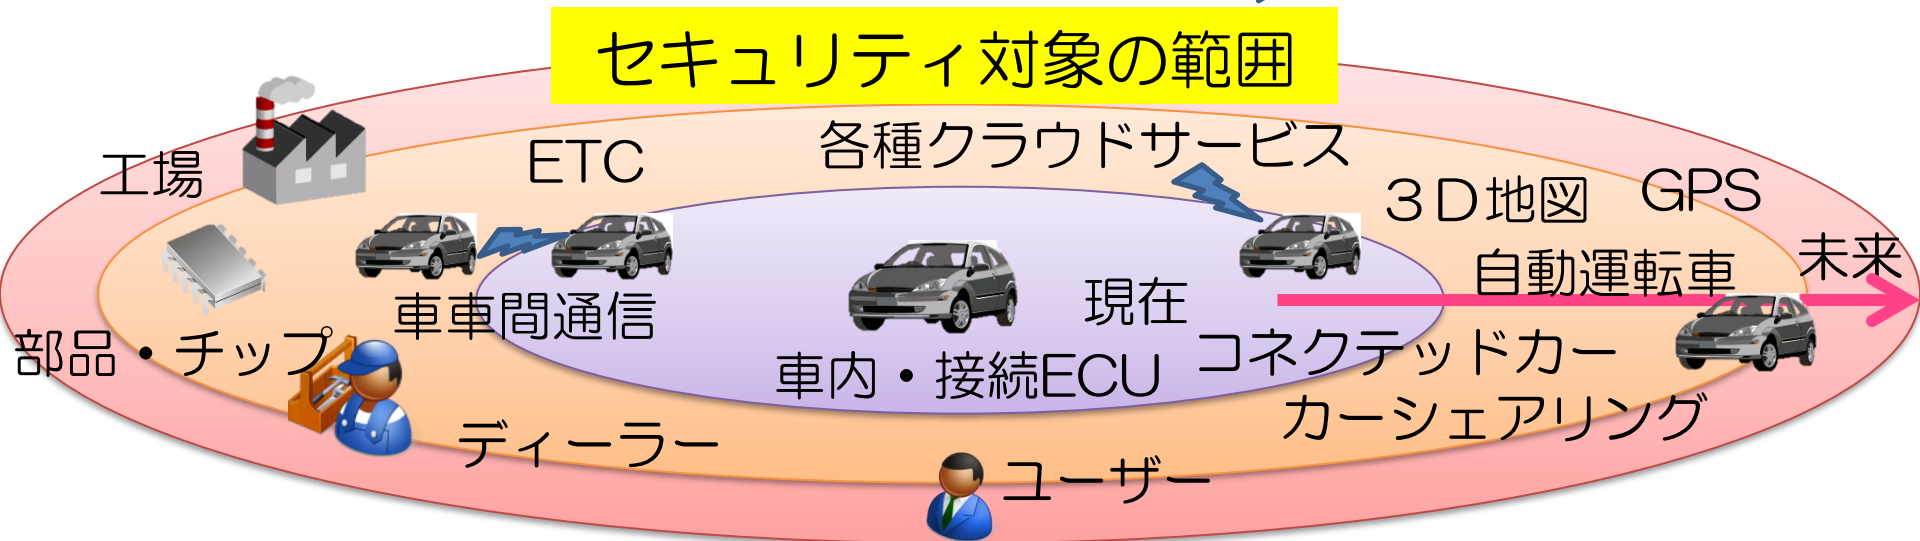 セキュリティ対象の範囲
各種クラウドサービス
ETC
工場
3D地図
GPS
自動運転車
未来
車車間通信
現在
部品・チップ
車内・接続ECU
コネクテッドカー
カーシェアリング
ディーラー
ユーザー